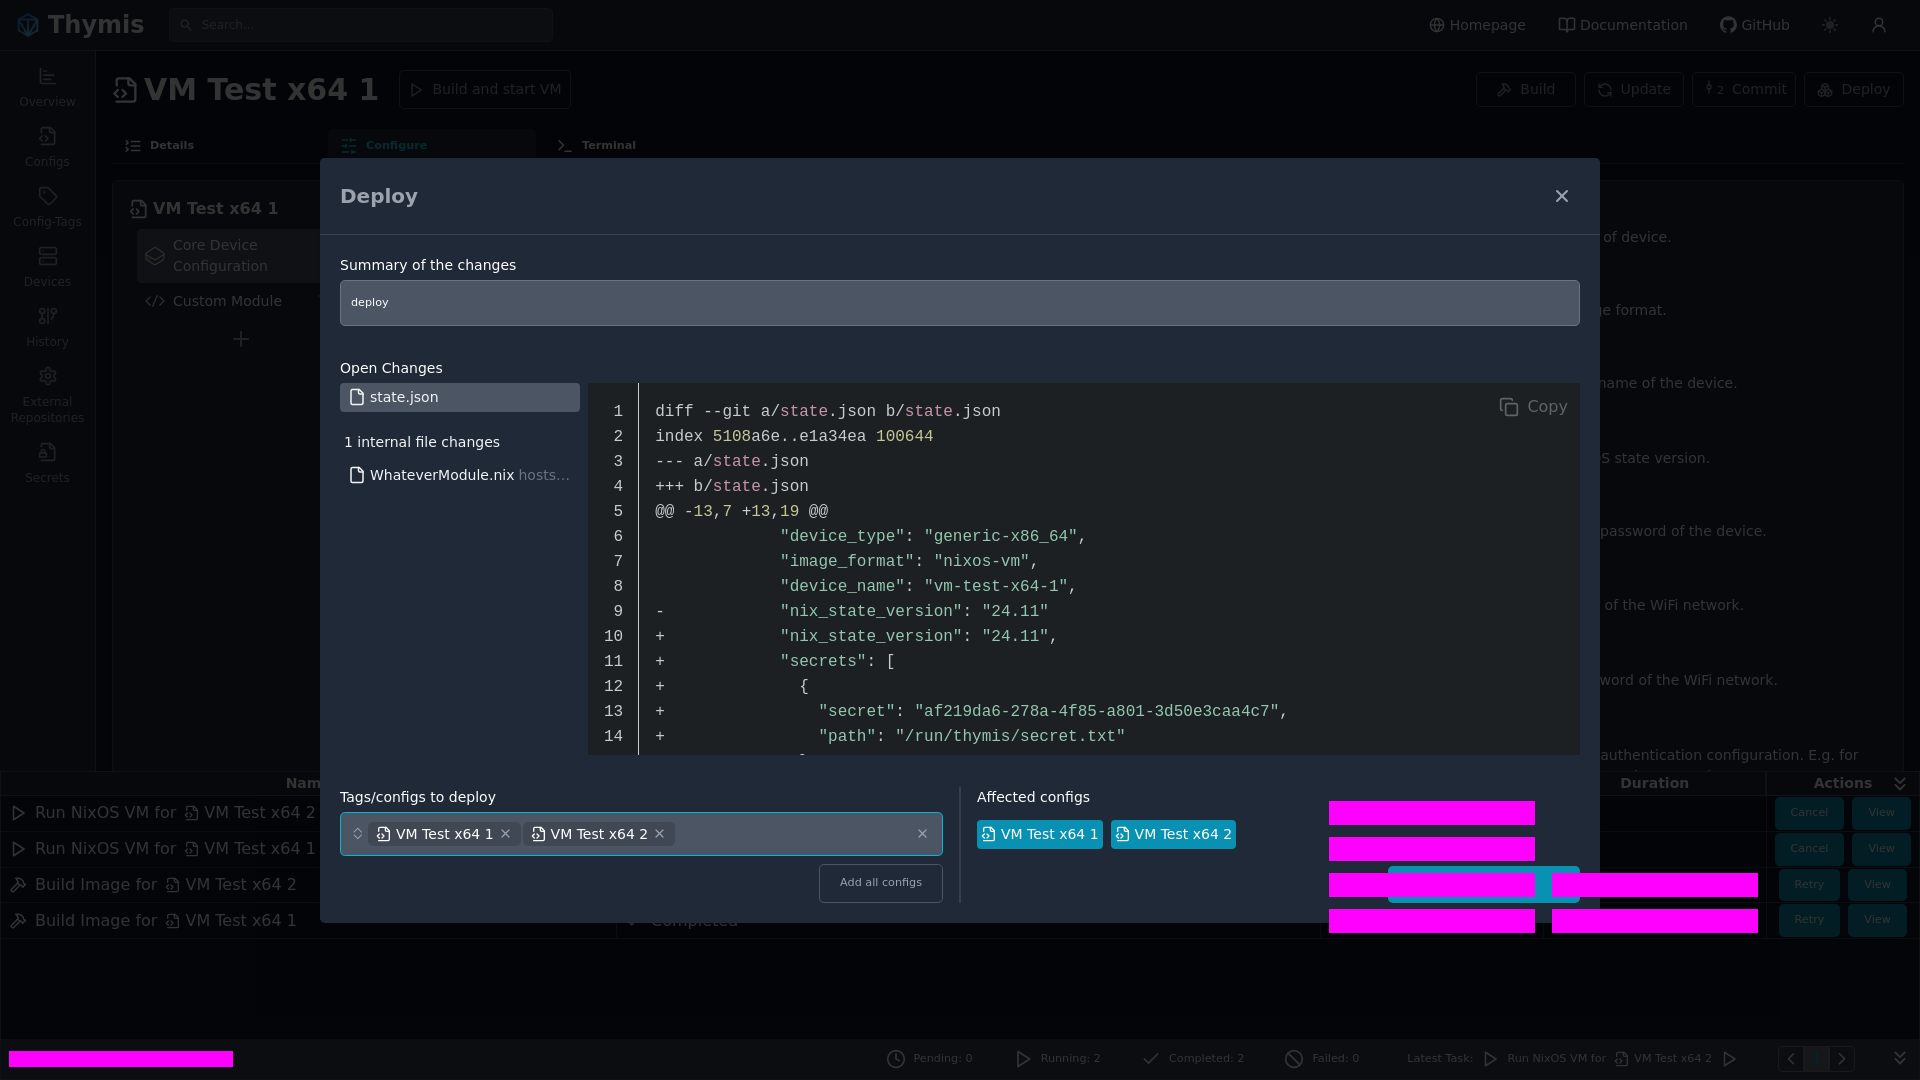 Thymis
Search...
Homepage
Documentation
GitHub
VM Test x64 1
Build and start VM
Build
Update
2 Commit
Deploy
Overview
Configs
Config-Tags
Devices
History
External
Repositories
Secrets
Details
Configure
Terminal
VM Test x64 1
Core Device
Configuration
Custom Module
Deploy
Summary of the changes
deploy
Open Changes
state.json
1 internal file changes
WhateverModule.nix hosts...
Copy
1 diff --git a/state.json b/state.json
2 index 5108a6e..e1a34ea 100644
3 --- a/state.json
4 +++ b/state.json
5 @@ -13,7 +13,19 @@
6 "device_type": "generic-x86_64",
7 "image_format": "nixos-vm",
8 "device_name": "vm-test-x64-1",
9 - "nix_state_version": "24.11"
10 + "nix_state_version": "24.11",
11 + "secrets": [
12 + {
13 + "secret": "af219da6-278a-4f85-a801-3d50e3caa4c7",
14 + "path": "/run/thymis/secret.txt"
Tags/configs to deploy
VM Test x64 1
VM Test x64 2
Add all configs
Affected configs
VM Test x64 1
VM Test x64 2
of device.
format.
name of the device.
state version.
password of the device.
of the WiFi network.
of the WiFi network.
authentication configuration. E.g. for
Duration
Actions
Run NixOS VM for VM Test x64 2
Cancel
View
Run NixOS VM for VM Test x64 1
Cancel
View
Build Image for VM Test x64 2
Retry
View
Build Image for VM Test x64 1
Completed
Retry
View
Pending: 0
Running: 2
Completed: 2
Failed: 0
Latest Task:
Run NixOS VM for VM Test x64 2